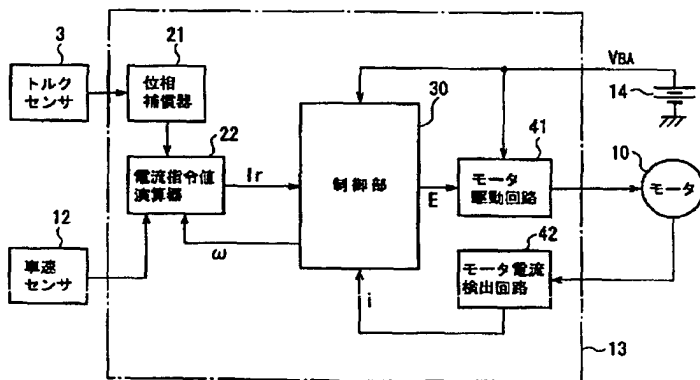 3
トルク
センサ
21
位相
補償器
22
電流指令値
演算器
Ir
ω
12
車速
センサ
30
制御部
E
i
VBA
14
41
モータ
駆動回路
10
モータ
42
モータ電流
検出回路
13